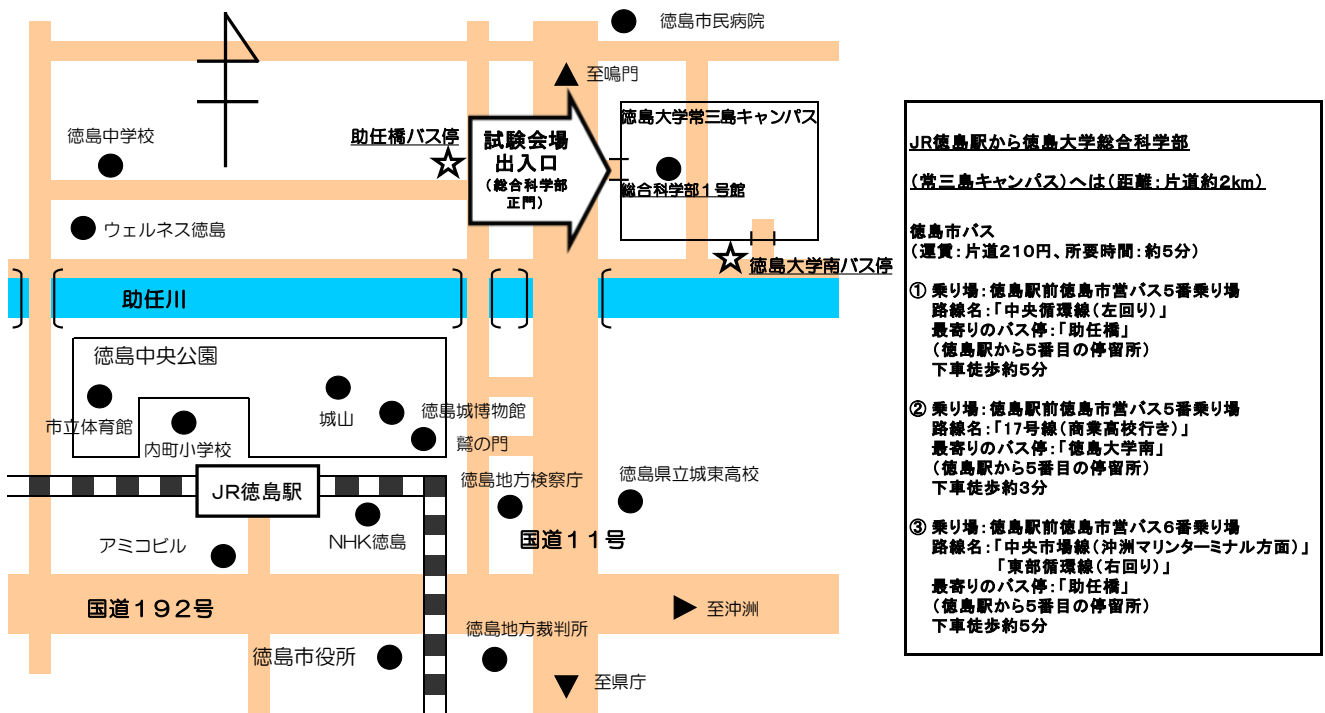 徳島市民病院
至鳴門
徳島大学常三島キャンパス
徳島中学校
助任橋バス停
試験会場
出入口
(総合科学部
正門)
総合科学部1号館
ウェルネス徳島
徳島大学南バス停
助任川
徳島中央公園
市立体育館
内町小学校
城山
徳島城博物館
鷲の門
JR徳島駅
徳島地方検察庁
徳島県立城東高校
アミコビル
NHK徳島
国道11号
国道192号
至沖洲
徳島市役所
徳島地方裁判所
至県庁
JR徳島駅から徳島大学総合科学部
(常三島キャンパス)へは(距離:片道約2km)
徳島市バス
(運賃:片道210円、所要時間:約5分)
① 乗り場:徳島駅前徳島市営バス5番乗り場
路線名:「中央循環線(左回り)」
最寄りのバス停:「助任橋」
(徳島駅から5番目の停留所)
下車徒歩約5分
② 乗り場:徳島駅前徳島市営バス5番乗り場
路線名:「17号線(商業高校行き)」
最寄りのバス停:「徳島大学南」
(徳島駅から5番目の停留所)
下車徒歩約3分
③ 乗り場:徳島駅前徳島市営バス6番乗り場
路線名:「中央市場線(沖洲マリンターミナル方面)」
「東部循環線(右回り)」
最寄りのバス停:「助任橋」
(徳島駅から5番目の停留所)
下車徒歩約5分